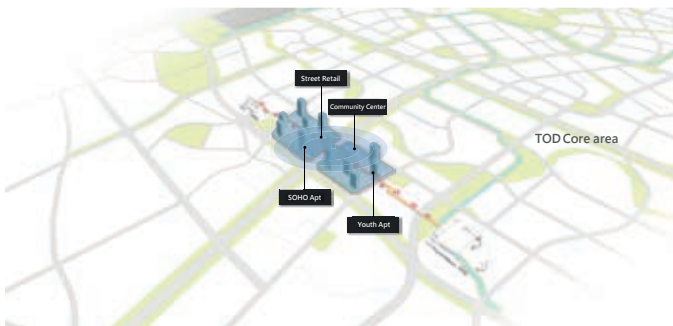 Street Retail
Community Center
TOD Core area
SOHO Apt
Youth Apt